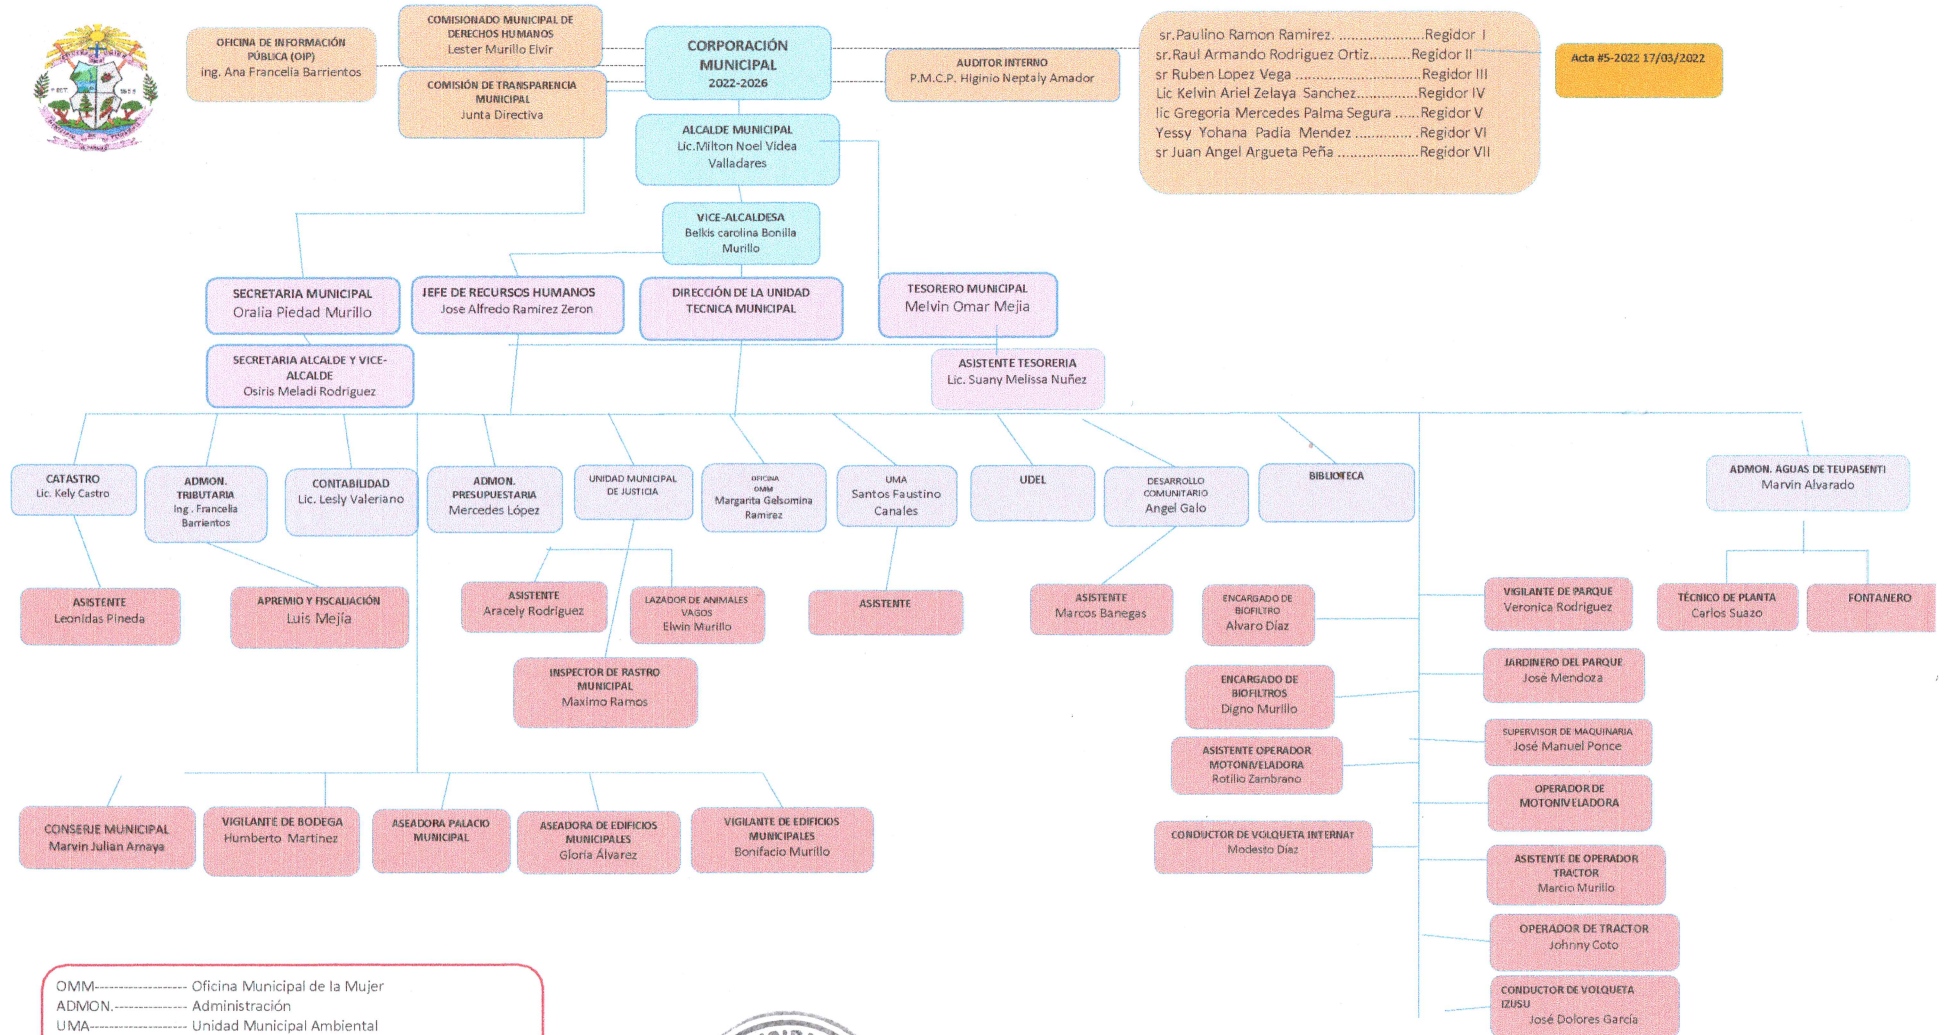 OFICINA DE INFORMACIÓN
PÚBLICA (OIP)
ing. Ana Francelia Barrientos
COMISIONADO MUNICIPAL DE
DERECHOS HUMANOS
Lester Murillo Elvir
COMISIÓN DE TRANSPARENCIA
MUNICIPAL
Junta Directiva
CORPORACIÓN
MUNICIPAL
2022-2026
AUDITOR INTERNO
P.M.C.P. Higinio Neptaly Amador
sr.Paulino Ramon Ramirez. .....................Regidor I
sr.Raul Armando Rodriguez Ortiz.........Regidor II
sr Ruben Lopez Vega .............................Regidor III
Lic Kelvin Ariel Zelaya Sanchez..............Regidor IV
lic Gregoria Mercedes Palma Segura ......Regidor V
Yessy Yohana Padia Mendez ...............Regidor VI
sr Juan Angel Argueta Peña ...................Regidor VII
Acta #5-2022 17/03/2022
ALCALDE MUNICIPAL
Lic.Milton Noel Videa
Valladares
VICE-ALCALDESA
Belkis carolina Bonilla
Murillo
SECRETARIA MUNICIPAL
Oralia Piedad Murillo
JEFE DE RECURSOS HUMANOS
Jose Alfredo Ramirez Zeron
DIRECCIÓN DE LA UNIDAD
TECNICA MUNICIPAL
TESORERO MUNICIPAL
Melvin Omar Mejia
SECRETARIA ALCALDE Y VICE-
ALCALDE
Osiris Meladi Rodriguez
ASISTENTE TESORERIA
Lic. Suany Melissa Nuñez
CATASTRO
Lic. Kely Castro
ADMON.
TRIBUTARIA
Ing . Francelia
Barrientos
CONTABILIDAD
Lic. Lesly Valeriano
ADMON.
PRESUPUESTARIA
Mercedes López
UNIDAD MUNICIPAL
DE JUSTICIA
OFICINA
OMM
Margarita Gelsomina
Ramirez
UMA
Santos Faustino
Canales
UDEL
DESARROLLO
COMUNITARIO
Angel Galo
BIBLIOTECA
ADMON. AGUAS DE TEUPASENTI
Marvin Alvarado
ASISTENTE
Leonidas Pineda
APREMIO Y FISCALIACIÓN
Luis Mejía
ASISTENTE
Aracely Rodríguez
LAZADOR DE ANIMALES
VAGOS
Elwin Murillo
ASISTENTE
ASISTENTE
Marcos Banegas
ENCARGADO DE
BIOFILTRO
Alvaro Díaz
VIGILANTE DE PARQUE
Veronica Rodriguez
TÉCNICO DE PLANTA
Carlos Suazo
FONTANERO
INSPECTOR DE RASTRO
MUNICIPAL
Maximo Ramos
ENCARGADO DE
BIOFILTROS
Digno Murillo
JARDINERO DEL PARQUE
José Mendoza
ASISTENTE OPERADOR
MOTONIVELADORA
Rotilio Zambrano
SUPERVISOR DE MAQUINARIA
José Manuel Ponce
OPERADOR DE
MOTONIVELADORA
CONSERJE MUNICIPAL
Marvin Julian Amaya
VIGILANTE DE BODEGA
Humberto Martinez
ASEADORA PALACIO
MUNICIPAL
ASEADORA DE EDIFICIOS
MUNICIPALES
Gloria Álvarez
VIGILANTE DE EDIFICIOS
MUNICIPALES
Bonifacio Murillo
CONDUCTOR DE VOLQUETA INTERNAT
Modesto Díaz
ASISTENTE DE OPERADOR
TRACTOR
Marcio Murillo
OPERADOR DE TRACTOR
Johnny Coto
CONDUCTOR DE VOLQUETA
IZUSU
José Dolores García
OMM------------------- Oficina Municipal de la Mujer
ADMON.--------------- Administración
UMA-------------------- Unidad Municipal Ambiental